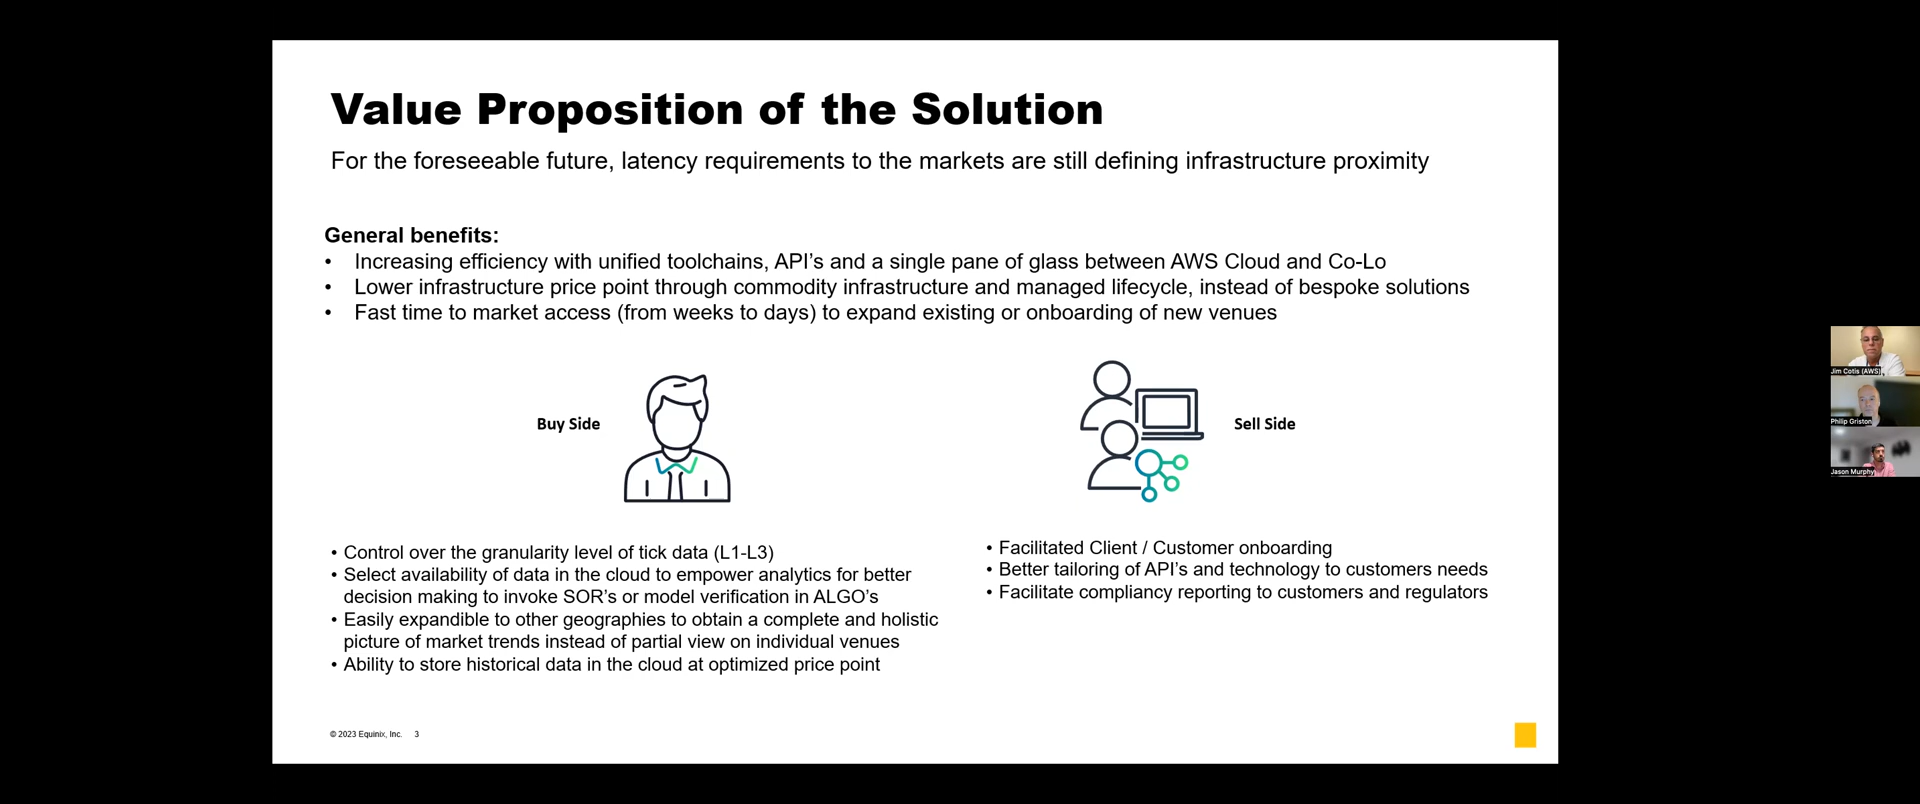 Value Proposition of the Solution
For the foreseeable future, latency requirements to the markets are still defining infrastructure proximity
General benefits:
• Increasing efficiency with unified toolchains, API's and a single pane of glass between AWS Cloud and Co-Lo
• Lower infrastructure price point through commodity infrastructure and managed lifecycle, instead of bespoke solutions
• Fast time to market access (from weeks to days) to expand existing or onboarding of new venues
Buy Side
Sell Side
• Control over the granularity level of tick data (L1-L3)
• Select availability of data in the cloud to empower analytics for better
decision making to invoke SOR's or model verification in ALGO's
• Easily expandible to other geographies to obtain a complete and holistic
picture of market trends instead of partial view on individual venues
• Ability to store historical data in the cloud at optimized price point
• Facilitated Client / Customer onboarding
• Better tailoring of API's and technology to customers needs
• Facilitate compliancy reporting to customers and regulators
© 2023 Equinix, Inc. 3
Jim Cotis (AWS)
Philip Griston
Jason Murphy